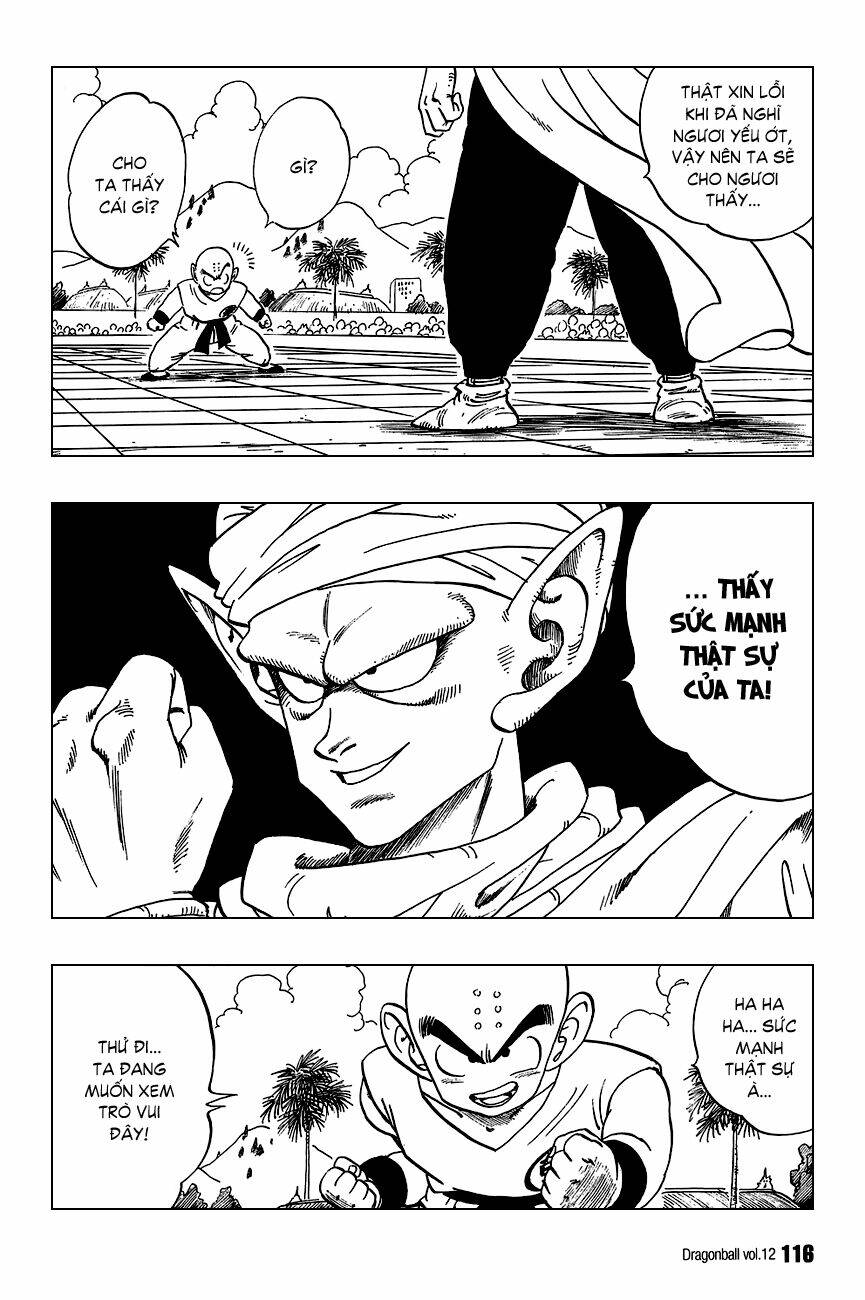 THẬT XIN LỖI
KHI ĐÃ NGHĨ
NGƯƠI YẾU ỚT,
VẬY NÊN TA SẼ
CHO NGƯƠI
THẤY...
GÌ?
CHO
TA THẤY
CÁI GÌ?
... THẤY
SỨC MẠNH
THẬT SỰ
CỦA TA!
HA HA
HA... SỨC
MẠNH
THẬT SỰ
À...
THỬ ĐI...
TA ĐANG
MUỐN XEM
TRÒ VUI
ĐÂY!
Dragonball vol.12 116